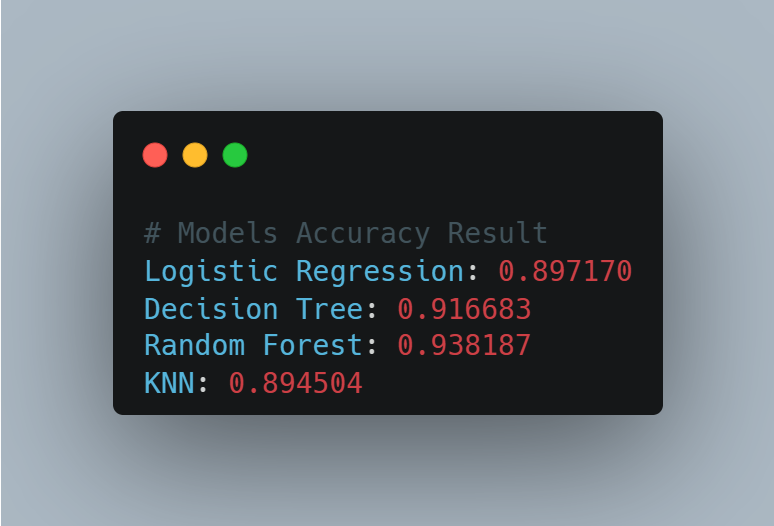 # Models Accuracy Result
Logistic Regression: 0.897170
Decision Tree: 0.916683
Random Forest: 0.938187
KNN: 0.894504